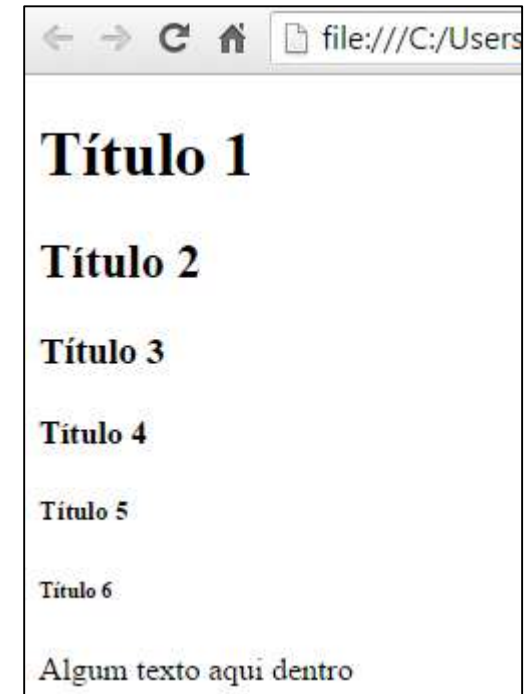 file:///C:/Users
Título 1
Título 2
Título 3
Título 4
Título 5
Título 6
Algum texto aqui dentro